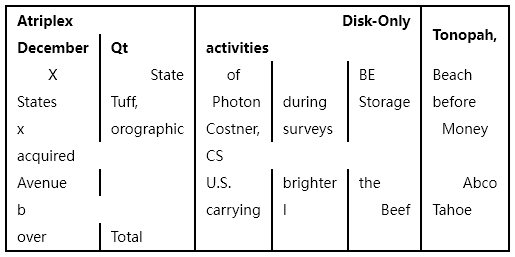 Atriplex Disk-Only Tonopah,
December Qt activities
X State of BE Beach
States Tuff, Photon during Storage before
x orographic Costner, surveys Money
acquired CS
Avenue U.S. brighter the Abco
b carrying I Beef Tahoe
over Total